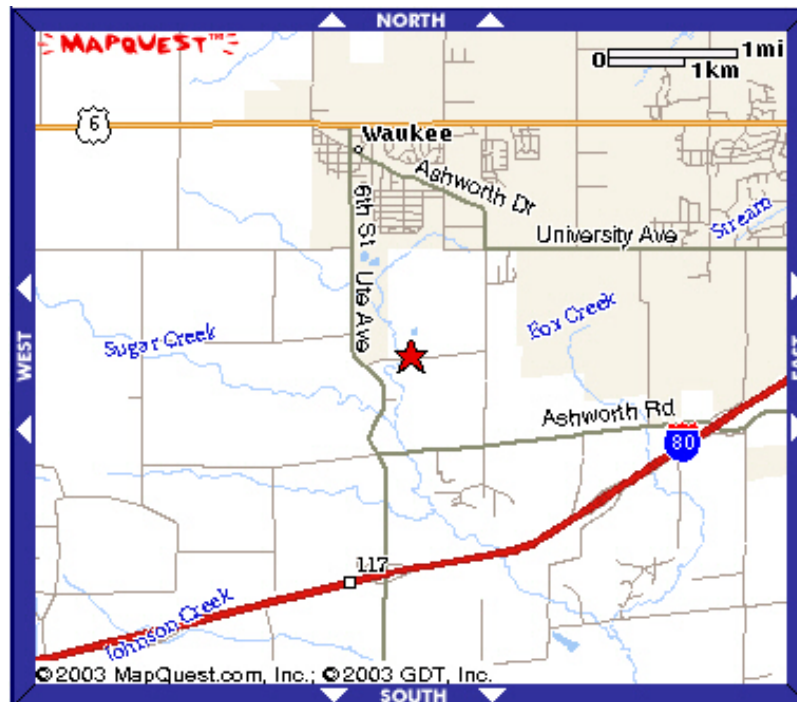 NORTH
MAPQUEST™
0 1mi
1km
6
Waukee
Ashworth Dr
Stream
6th St
University Ave
Ute Ave
Fox Creek
Sugar Creek
WEST
EAST
Ashworth Rd
80
117
Johnson Creek
©2003 MapQuest.com, Inc.; ©2003 GDT, Inc.
SOUTH